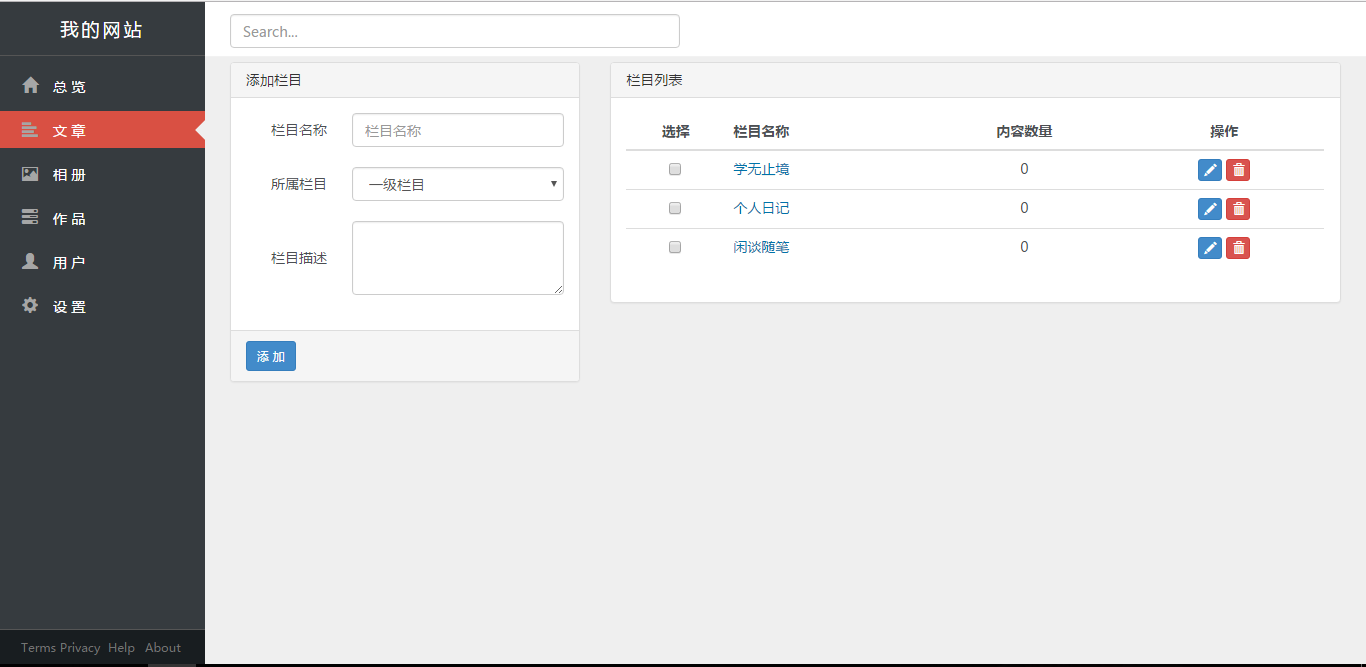 我的网站
总览
文章
相册
作品
用户
设置
Terms Privacy Help About
Search...
添加栏目
栏目名称 栏目名称
所属栏目 一级栏目
栏目描述
添加
栏目列表
选择 栏目名称 内容数量 操作
学无止境 0
个人日记 0
闲谈随笔 0